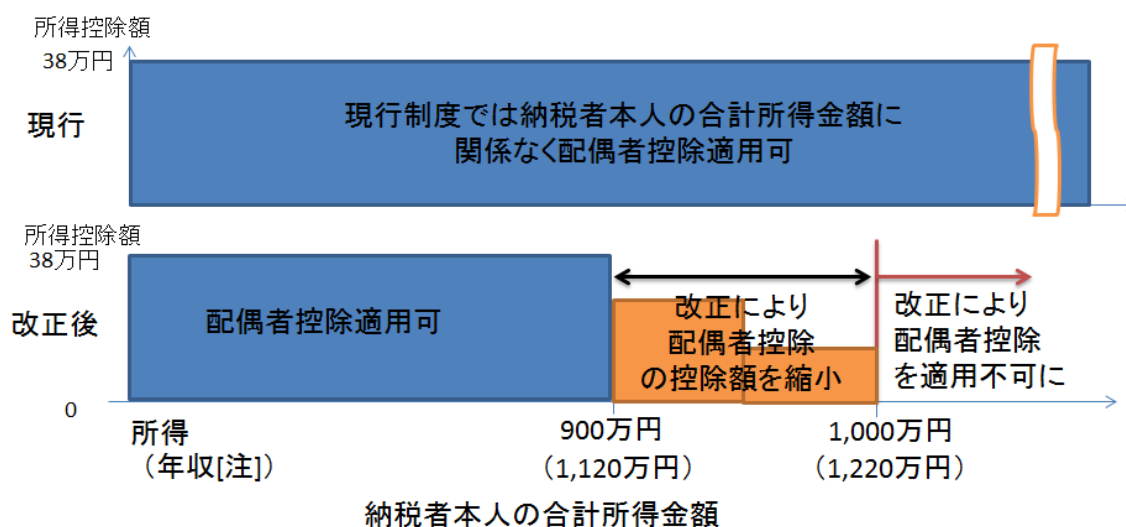 所得控除額
38万円
現行
現行制度では納税者本人の合計所得金額に
関係なく配偶者控除適用可
所得控除額
38万円
改正後
配偶者控除適用可
改正により
配偶者控除
の控除額を縮小
改正により
配偶者控除
を適用不可に
0
所得
（年収[注]）
900万円
（1,120万円）
1,000万円
（1,220万円）
納税者本人の合計所得金額